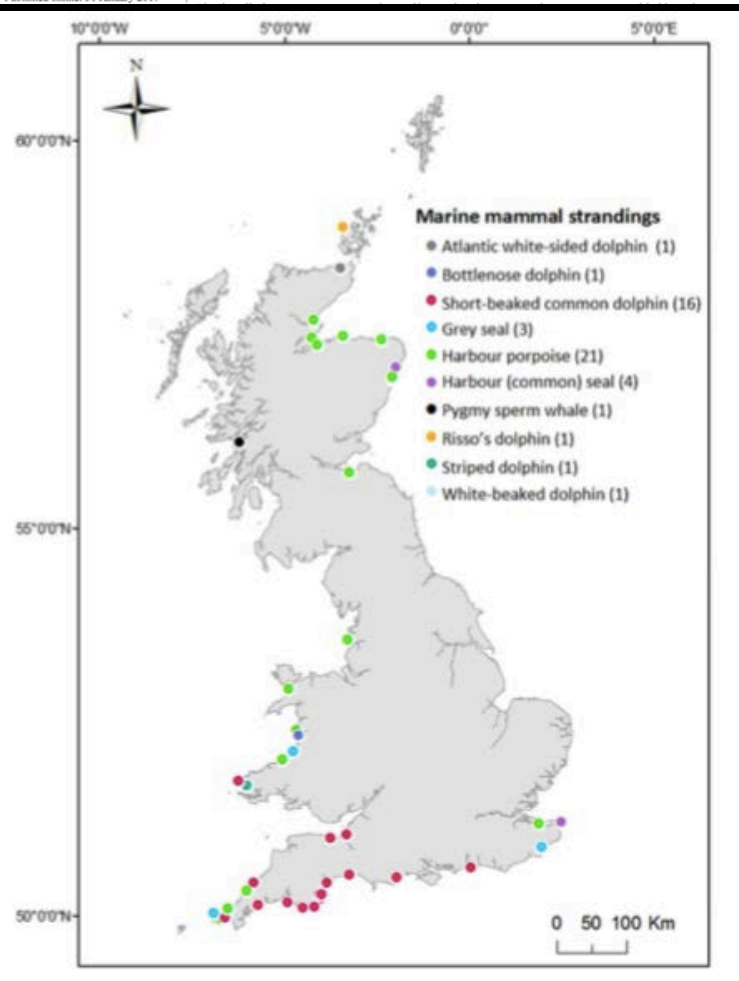 10°0'0"W 5°0'0"W 0°0'0" 5°0'0"E
N
60°0'0"N
Marine mammal strandings
Atlantic white-sided dolphin (1)
Bottlenose dolphin (1)
Short-beaked common dolphin (16)
Grey seal (3)
Harbour porpoise (21)
Harbour (common) seal (4)
Pygmy sperm whale (1)
Risso's dolphin (1)
Striped dolphin (1)
White-beaked dolphin (1)
55°0'0"N
50°0'0"N
0 50 100 Km